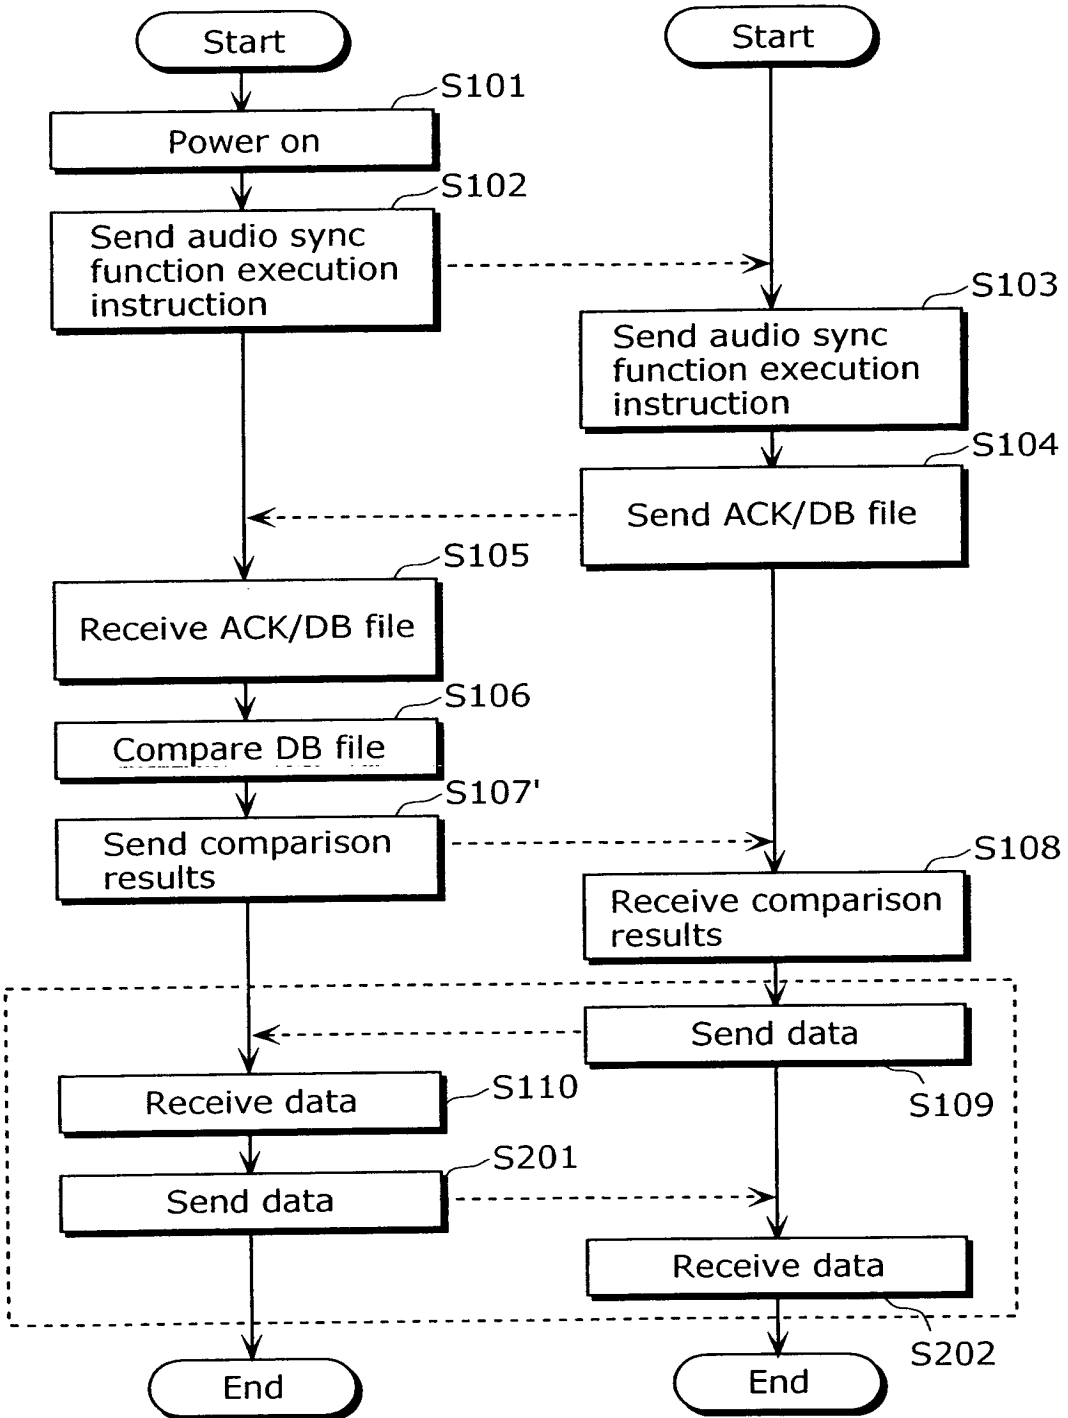 Start
Start
S101
Power on
S102
Send audio sync
function execution
instruction
S103
Send audio sync
function execution
instruction
S104
Send ACK/DB file
S105
Receive ACK/DB file
S106
Compare DB file
S107'
Send comparison
results
S108
Receive comparison
results
Send data
S109
Receive data
S110
S201
Send data
Receive data
S202
End
End